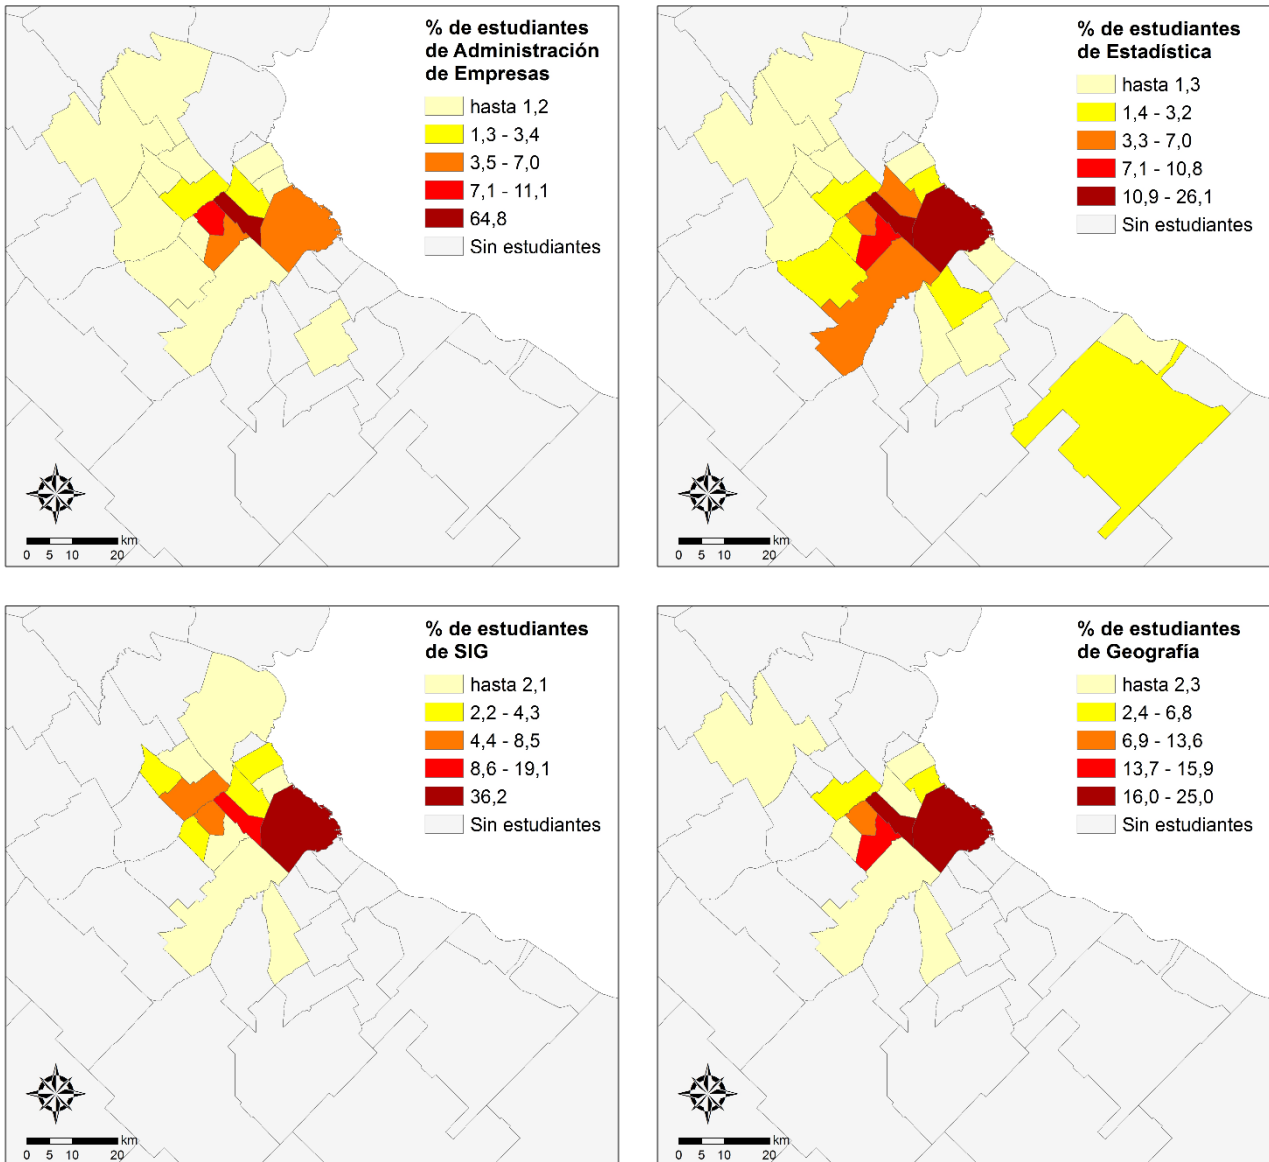 % de estudiantes
de Administración
de Empresas
hasta 1,2
1,3 - 3,4
3,5 - 7,0
7,1 - 11,1
64,8
Sin estudiantes
km
0 5 10 20
% de estudiantes
de Estadística
hasta 1,3
1,4 - 3,2
3,3 - 7,0
7,1 - 10,8
10,9 - 26,1
Sin estudiantes
km
0 5 10 20
% de estudiantes
de SIG
hasta 2,1
2,2 - 4,3
4,4 - 8,5
8,6 - 19,1
36,2
Sin estudiantes
km
0 5 10 20
% de estudiantes
de Geografía
hasta 2,3
2,4 - 6,8
6,9 - 13,6
13,7 - 15,9
16,0 - 25,0
Sin estudiantes
km
0 5 10 20